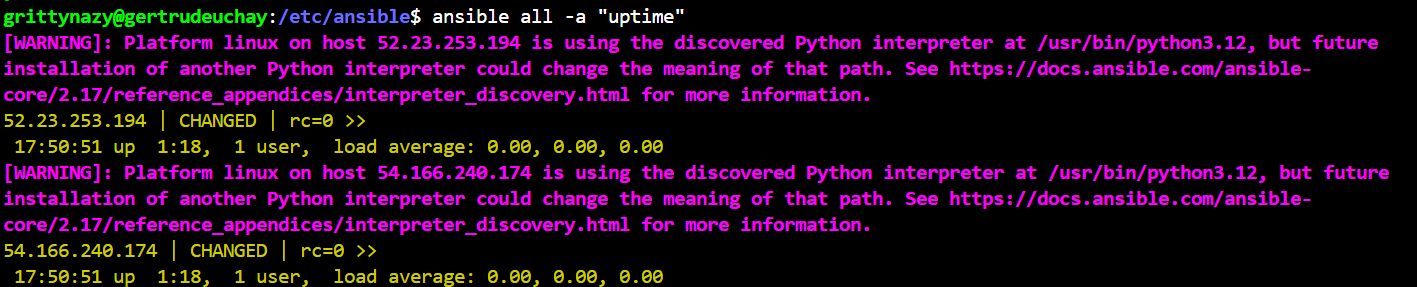 grittynazy@gertrudeuchay:/etc/ansible$ ansible all -a "uptime"
[WARNING]: Platform linux on host 52.23.253.194 is using the discovered Python interpreter at /usr/bin/python3.12, but future
installation of another Python interpreter could change the meaning of that path. See https://docs.ansible.com/ansible-
core/2.17/reference_appendices/interpreter_discovery.html for more information.
52.23.253.194 | CHANGED | rc=0 >>
 17:50:51 up  1:18,  1 user,  load average: 0.00, 0.00, 0.00
[WARNING]: Platform linux on host 54.166.240.174 is using the discovered Python interpreter at /usr/bin/python3.12, but future
installation of another Python interpreter could change the meaning of that path. See https://docs.ansible.com/ansible-
core/2.17/reference_appendices/interpreter_discovery.html for more information.
54.166.240.174 | CHANGED | rc=0 >>
 17:50:51 up  1:18,  1 user,  load average: 0.00, 0.00, 0.00